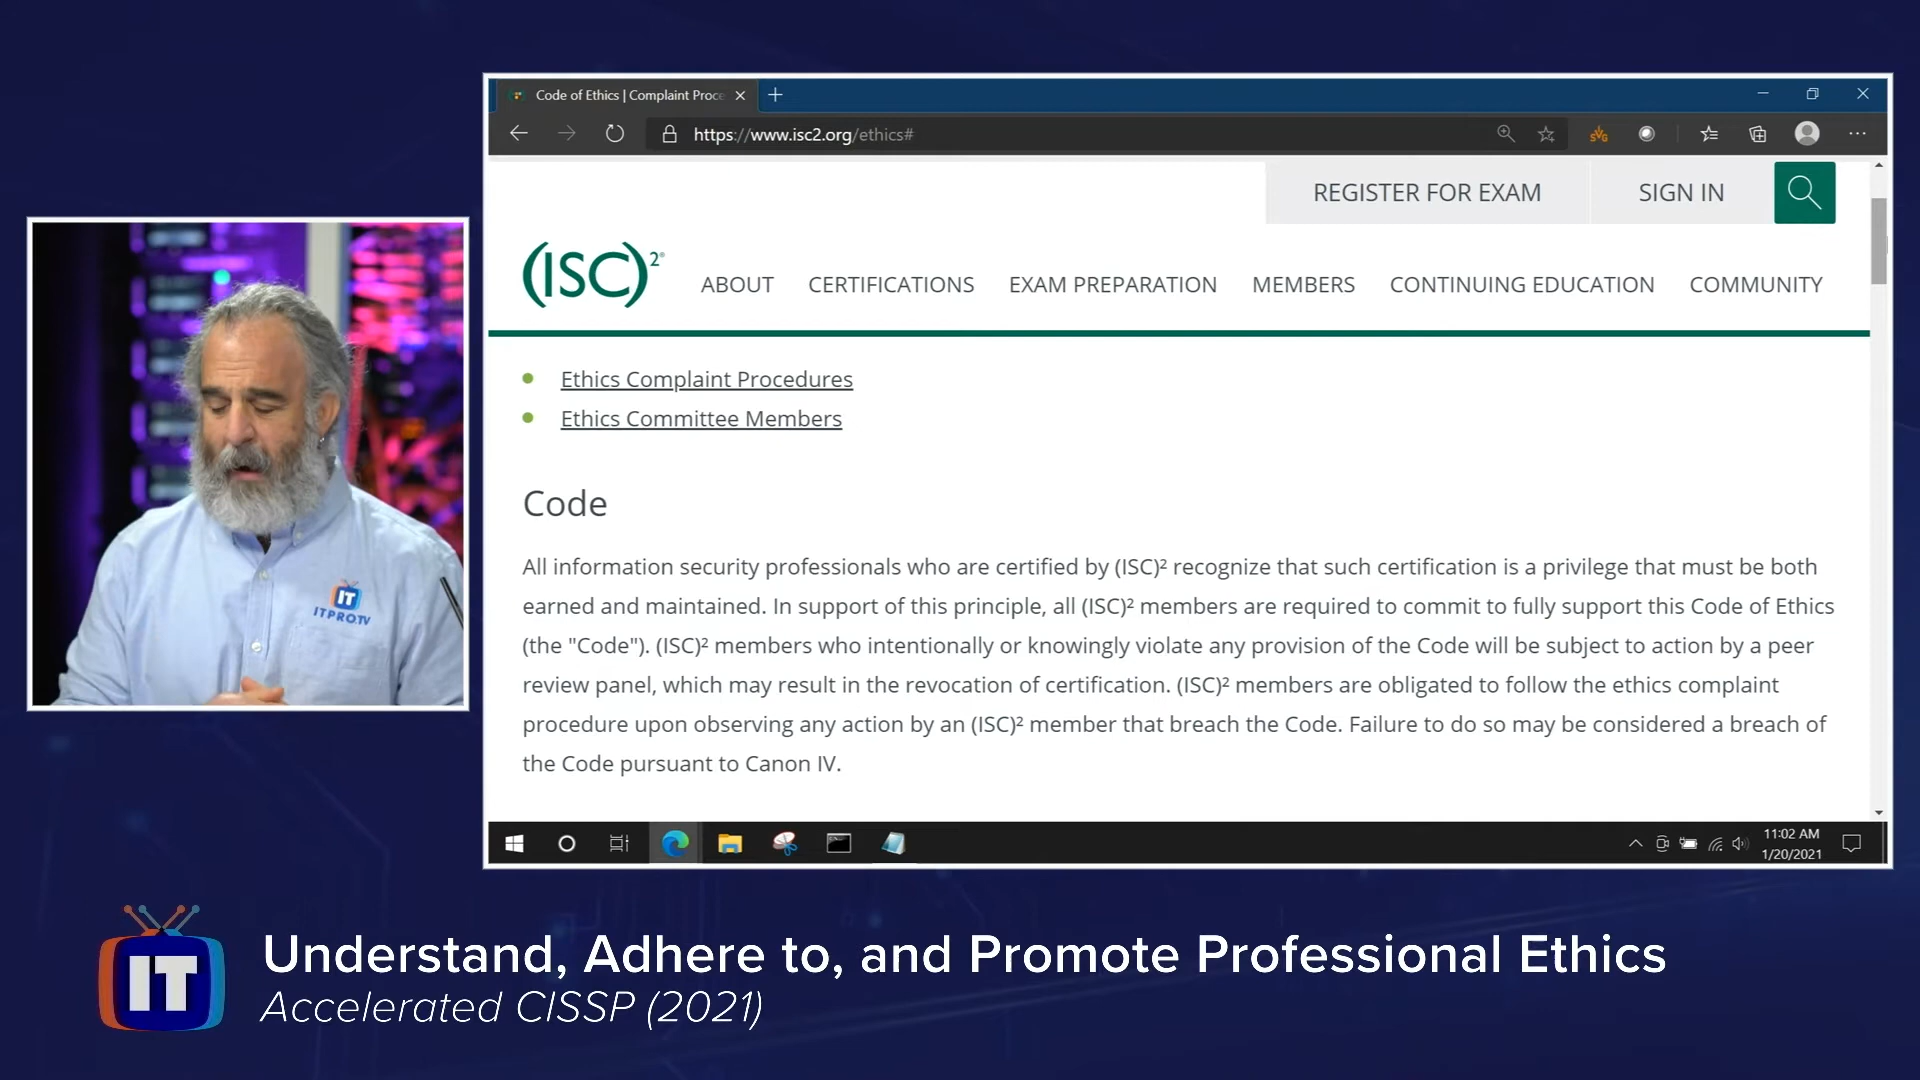 Code of Ethics | Complaint Proce
https://www.isc2.org/ethics#
SVG
REGISTER FOR EXAM SIGN IN
(ISC)2®
ABOUT CERTIFICATIONS EXAM PREPARATION MEMBERS CONTINUING EDUCATION COMMUNITY
Ethics Complaint Procedures
Ethics Committee Members
Code
All information security professionals who are certified by (ISC)² recognize that such certification is a privilege that must be both
earned and maintained. In support of this principle, all (ISC)² members are required to commit to fully support this Code of Ethics
(the "Code"). (ISC)² members who intentionally or knowingly violate any provision of the Code will be subject to action by a peer
review panel, which may result in the revocation of certification. (ISC)² members are obligated to follow the ethics complaint
procedure upon observing any action by an (ISC)² member that breach the Code. Failure to do so may be considered a breach of
the Code pursuant to Canon IV.
IT
ITPRO.TV
11:02 AM
1/20/2021
IT
Understand, Adhere to, and Promote Professional Ethics
Accelerated CISSP (2021)